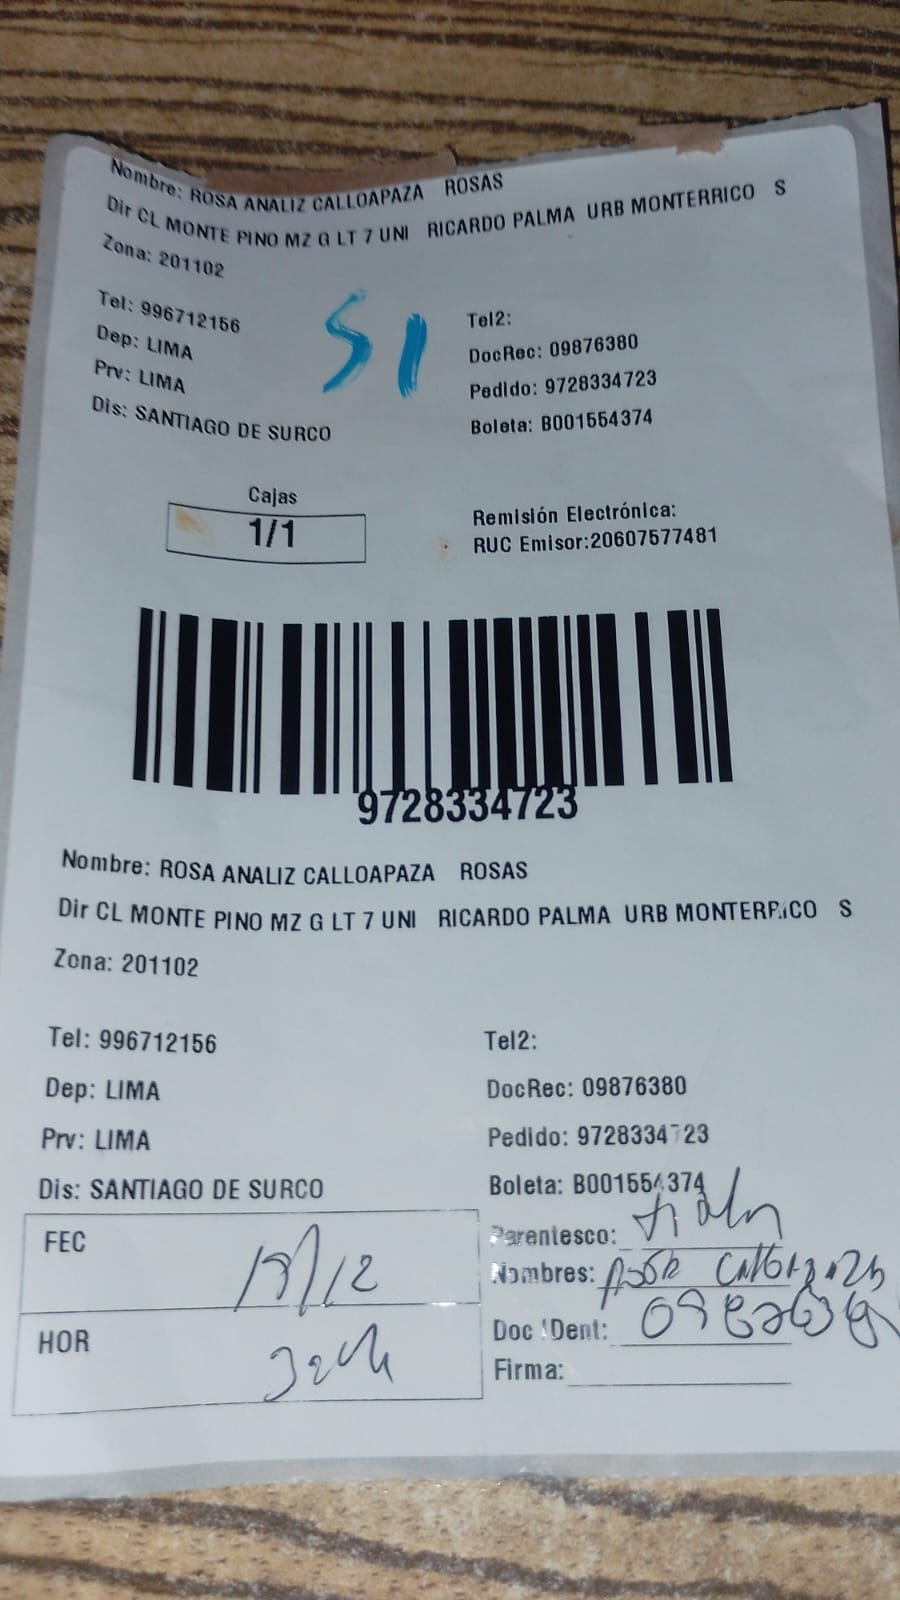 Nombre: ROSA ANALIZ CALLOAPAZA ROSAS
Dir CL MONTE PINO MZ G LT 7 UNI RICARDO PALMA URB MONTERRICO S
Zona: 201102
Tel: 996712156
Tel2:
Dep: LIMA
DocRec: 09876380
Prv: LIMA
Pedido: 9728334723
Dis: SANTIAGO DE SURCO
Boleta: B001554374
51
Cajas
1/1
Remisión Electrónica:
RUC Emisor:20607577481
9728334723
Nombre: ROSA ANALIZ CALLOAPAZA ROSAS
Dir CL MONTE PINO MZ G LT 7 UNI RICARDO PALMA URB MONTERRICO S
Zona: 201102
Tel: 996712156
Tel2:
Dep: LIMA
DocRec: 09876380
Prv: LIMA
Pedido: 9728334723
Dis: SANTIAGO DE SURCO
Boleta: B001554374
FEC
Parentesco:
Nombres: Rosa
HOR
Doc IDent:
Firma: